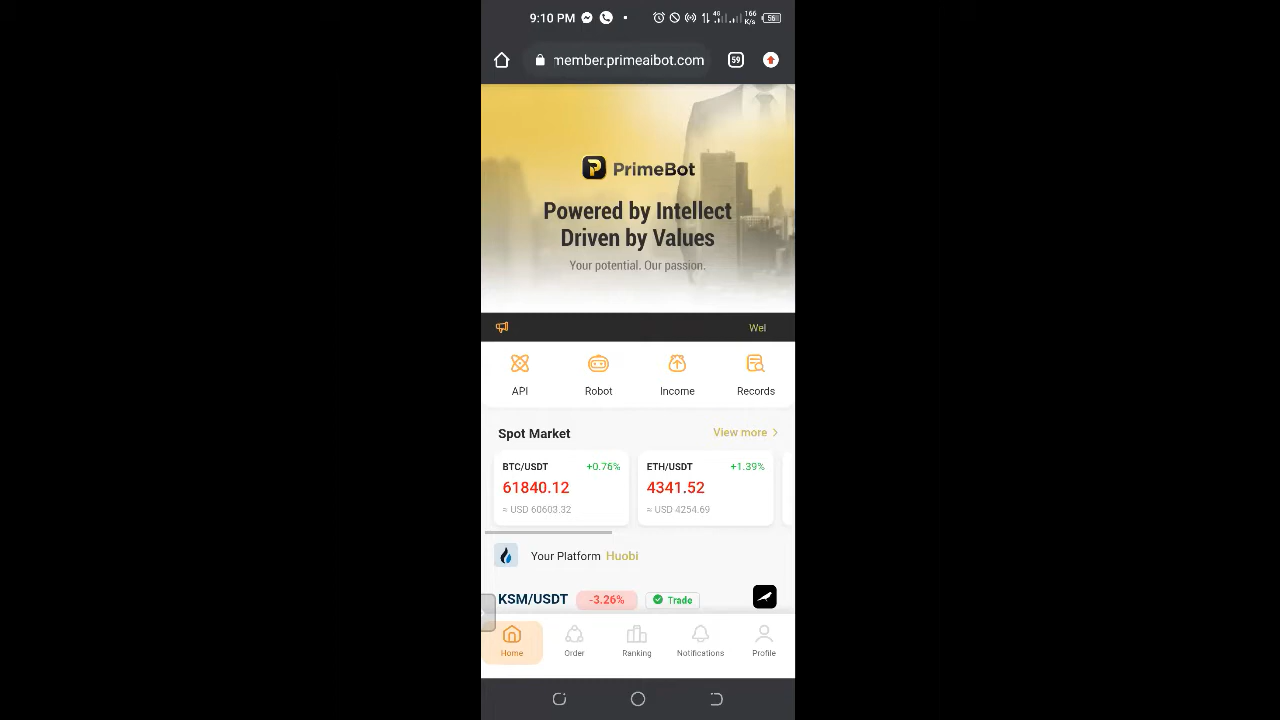 9:10 PM 4G 166 K/s 56
member.primeaibot.com 59
PrimeBot
Powered by Intellect
Driven by Values
Your potential. Our passion.
Wel
API Robot Income Records
Spot Market View more
BTC/USDT +0.76% ETH/USDT +1.39%
61840.12 4341.52
≈ USD 60603.32 ≈ USD 4254.69
Your Platform Huobi
KSM/USDT -3.26% Trade
Home Order Ranking Notifications Profile